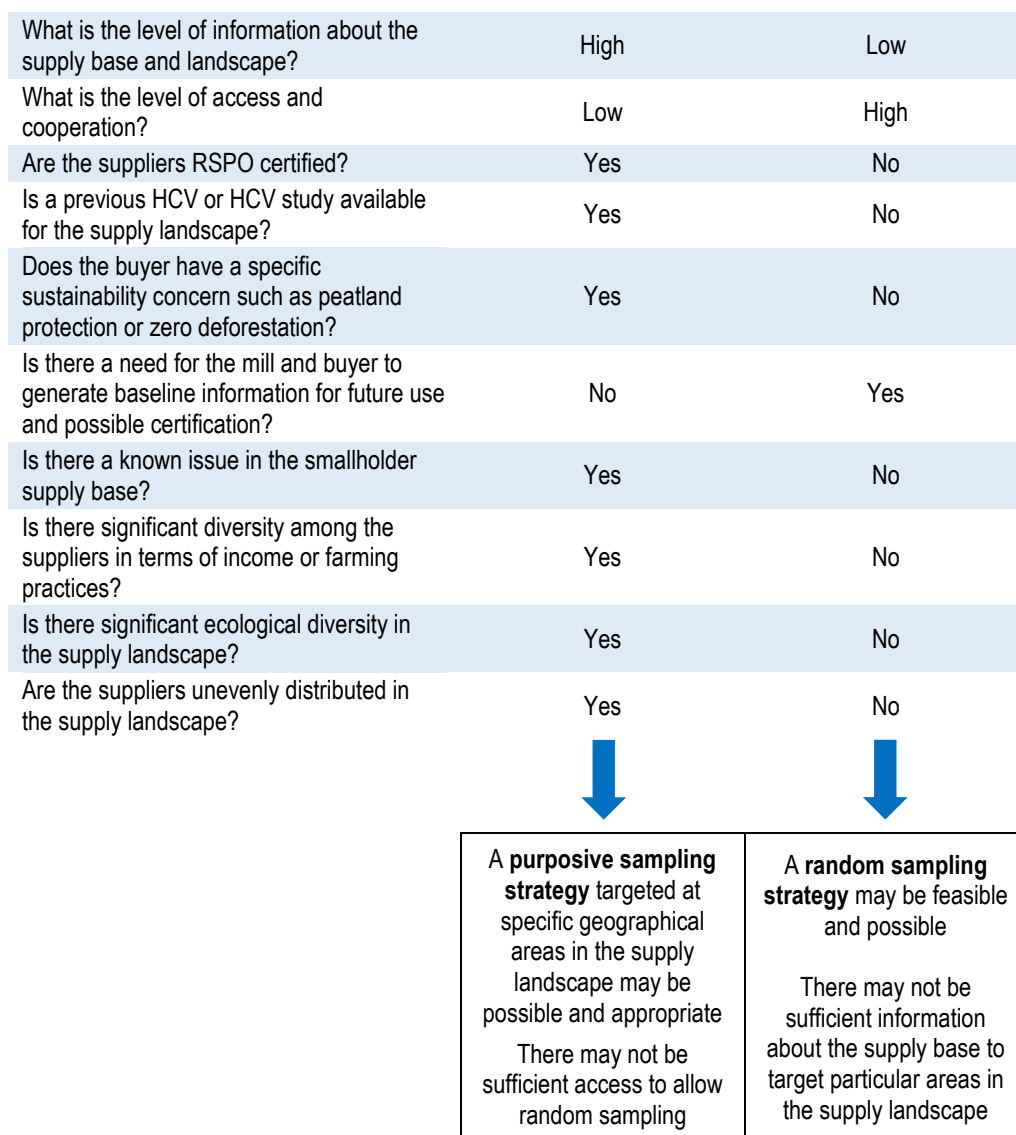 What is the level of information about the
supply base and landscape?
High
Low
What is the level of access and
cooperation?
Low
High
Are the suppliers RSPO certified?
Yes
No
Is a previous HCV or HCV study available
for the supply landscape?
Yes
No
Does the buyer have a specific
sustainability concern such as peatland
protection or zero deforestation?
Yes
No
Is there a need for the mill and buyer to
generate baseline information for future use
and possible certification?
No
Yes
Is there a known issue in the smallholder
supply base?
Yes
No
Is there significant diversity among the
suppliers in terms of income or farming
practices?
Yes
No
Is there significant ecological diversity in
the supply landscape?
Yes
No
Are the suppliers unevenly distributed in
the supply landscape?
Yes
No
A purposive sampling
strategy targeted at
specific geographical
areas in the supply
landscape may be
possible and appropriate
There may not be
sufficient access to allow
random sampling
A random sampling
strategy may be feasible
and possible
There may not be
sufficient information
about the supply base to
target particular areas in
the supply landscape